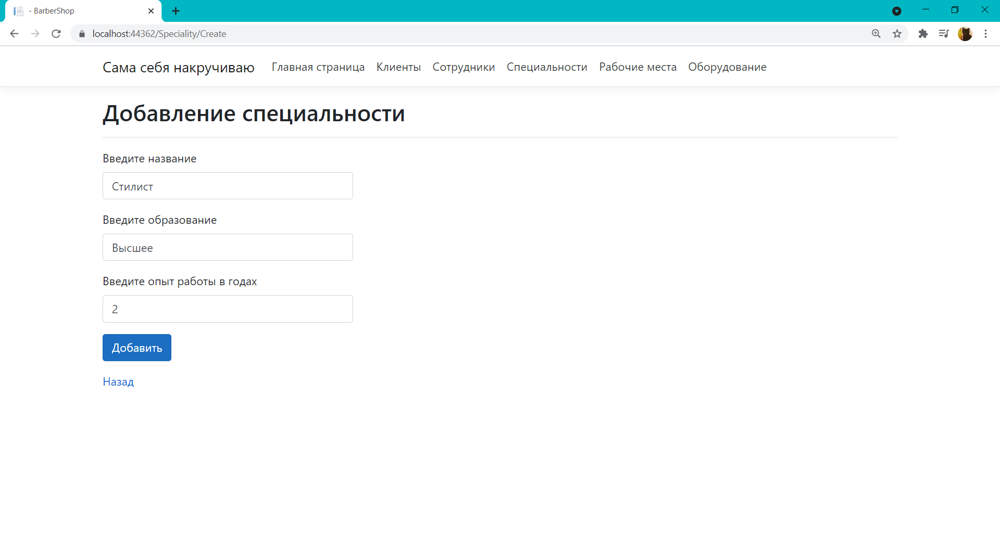 - BarberShop
localhost:44362/Speciality/Create
Сама себя накручиваю Главная страница Клиенты Сотрудники Специальности Рабочие места Оборудование
Добавление специальности
Введите название
Стилист
Введите образование
Высшее
Введите опыт работы в годах
2
Добавить
Назад